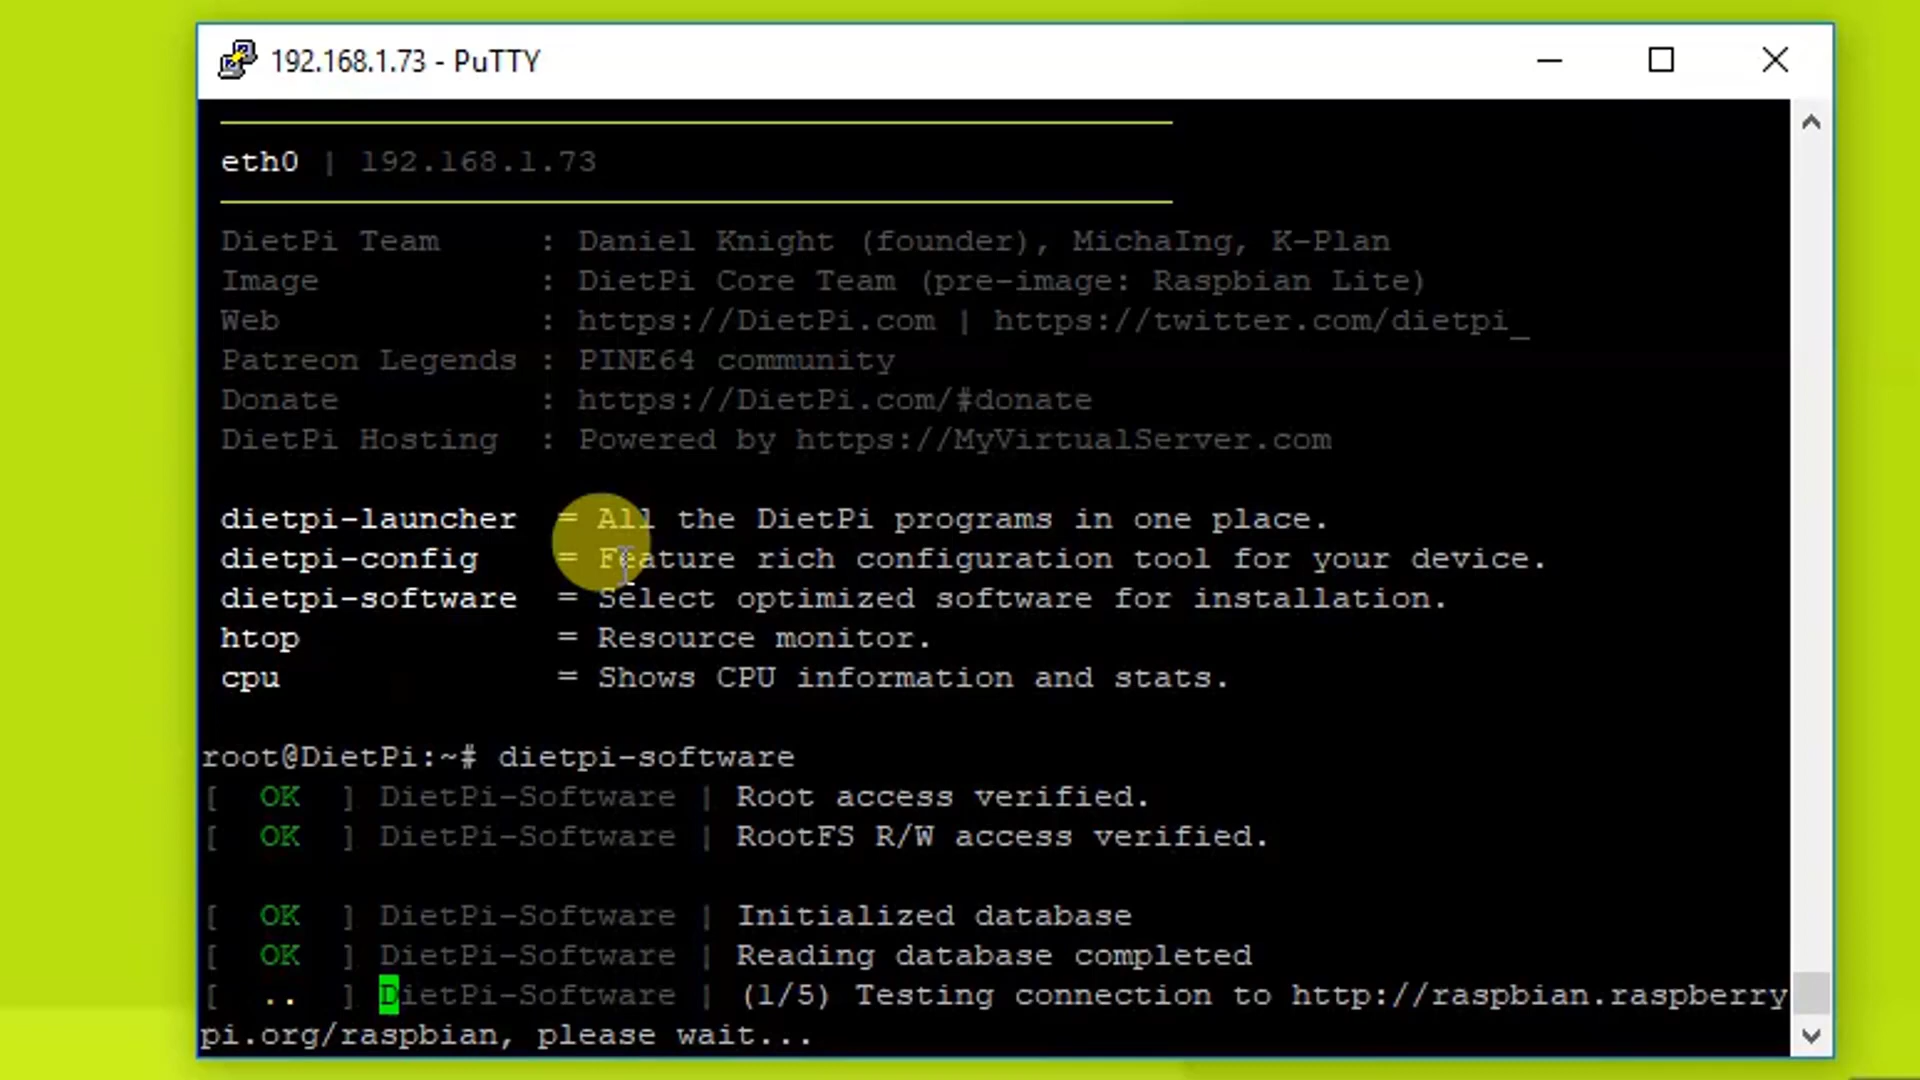 192.168.1.73 - PuTTY
eth0 | 192.168.1.73
DietPi Team : Daniel Knight (founder), MichaIng, K-Plan
Image : DietPi Core Team (pre-image: Raspbian Lite)
Web : https://DietPi.com | https://twitter.com/dietpi_
Patreon Legends : PINE64 community
Donate : https://DietPi.com/#donate
DietPi Hosting : Powered by https://MyVirtualServer.com
dietpi-launcher = All the DietPi programs in one place.
dietpi-config = Feature rich configuration tool for your device.
dietpi-software = Select optimized software for installation.
htop = Resource monitor.
cpu = Shows CPU information and stats.
root@DietPi:~# dietpi-software
[ OK ] DietPi-Software | Root access verified.
[ OK ] DietPi-Software | RootFS R/W access verified.
[ OK ] DietPi-Software | Initialized database
[ OK ] DietPi-Software | Reading database completed
[ .. ] DietPi-Software | (1/5) Testing connection to http://raspbian.raspberry
pi.org/raspbian, please wait...